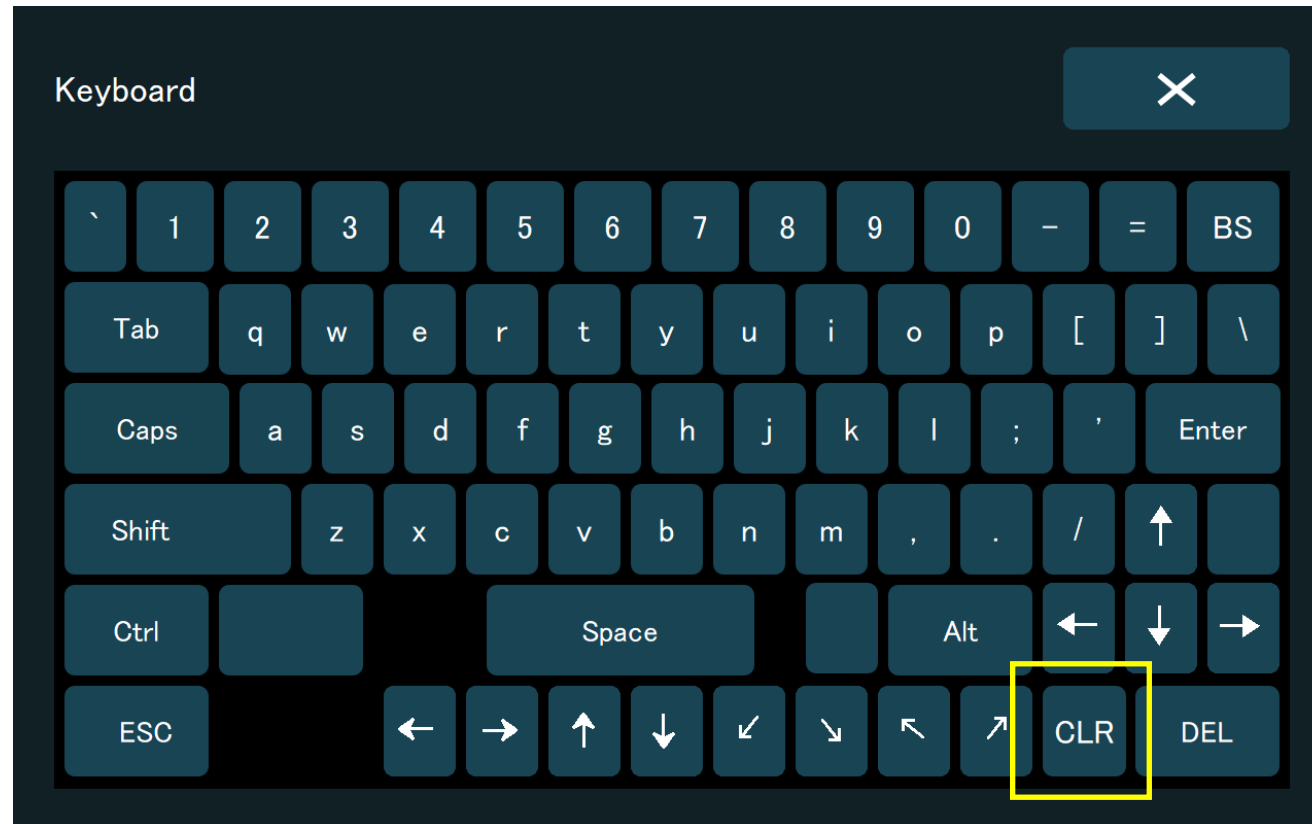 Keyboard ×
` 1 2 3 4 5 6 7 8 9 0 - = BS
Tab q w e r t y u i o p [ ] \
Caps a s d f g h j k l ; ' Enter
Shift z x c v b n m , . / ↑
Ctrl Space Alt ← ↓ →
ESC ← → ↑ ↓ ↙ ↘ ↖ ↗ CLR DEL